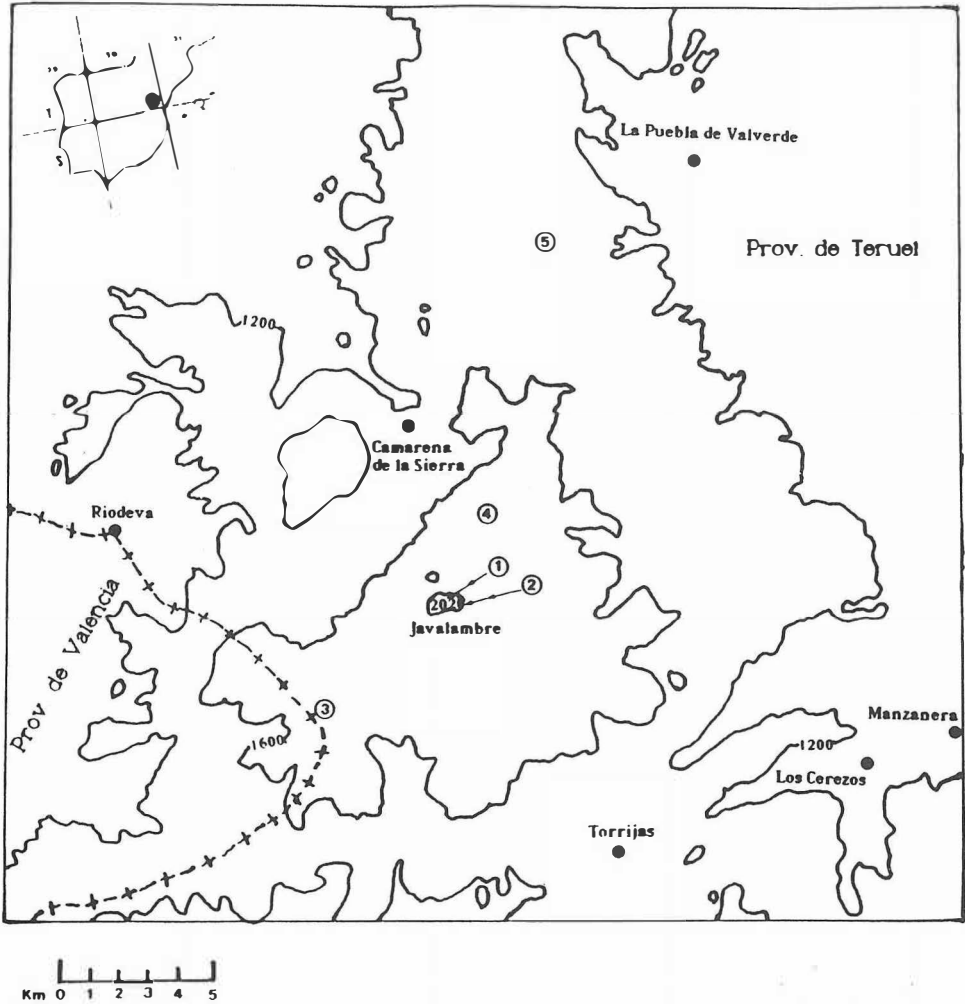 La Puebla de Valverde
⑤
Prov. de Teruel
1200
Camarena
de la Sierra
Riodeva
④
①
②
202
Javalambre
Prov de Valencia
③
1600
Manzanera
1200
Los Cerezos
Torrijas
Km 0 1 2 3 4 5